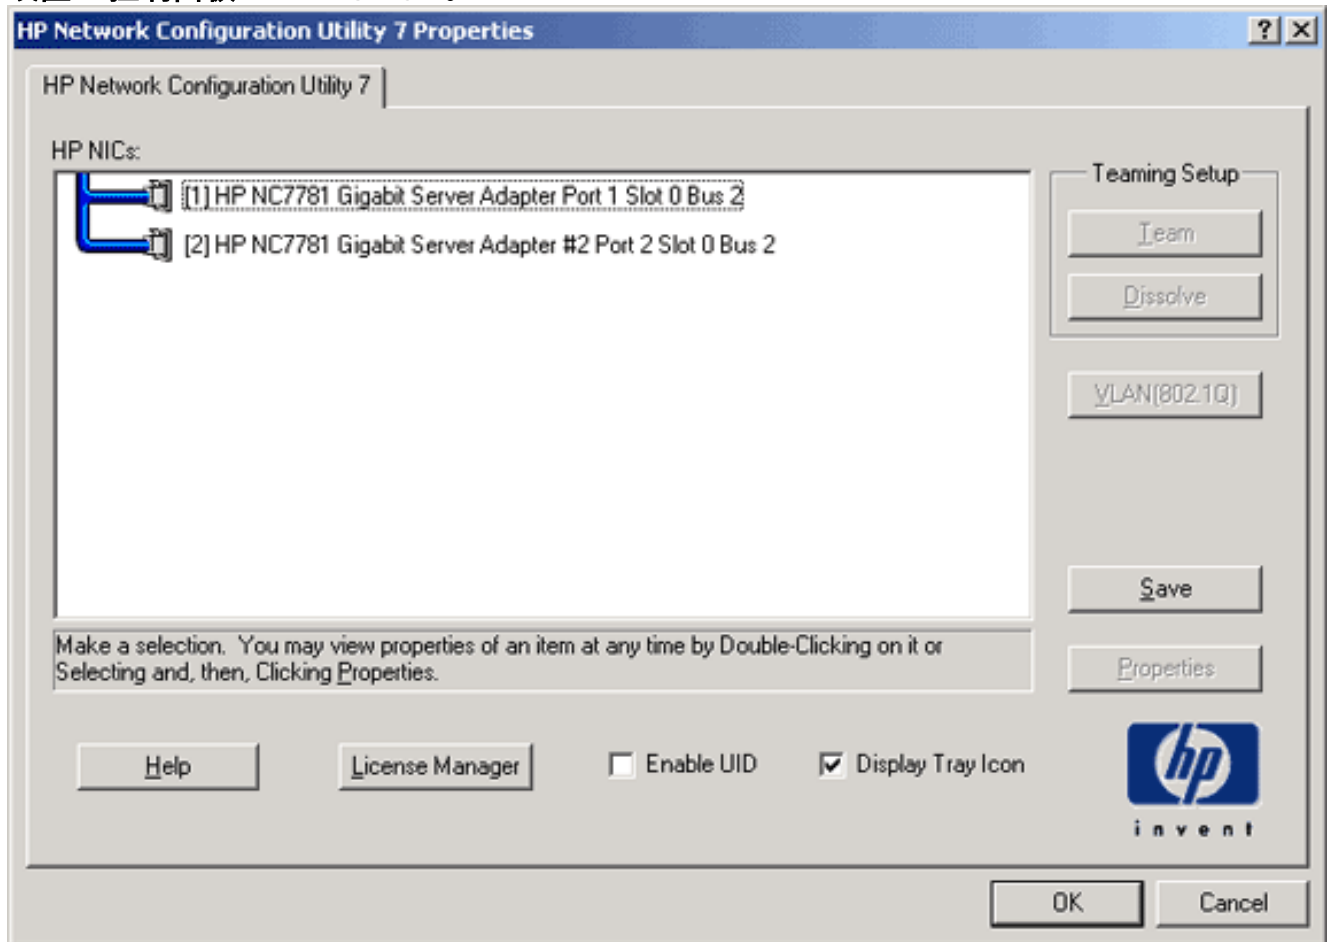 HP Network Configuration Utility 7 Properties
HP Network Configuration Utility 7
HP NICs:
[1] HP NC7781 Gigabit Server Adapter Port 1 Slot 0 Bus 2
[2] HP NC7781 Gigabit Server Adapter #2 Port 2 Slot 0 Bus 2
Teaming Setup
Team
Dissolve
VLAN(802.1Q)
Save
Make a selection. You may view properties of an item at any time by Double-Clicking on it or
Selecting and, then, Clicking Properties.
Properties
Help
License Manager
Enable UID
Display Tray Icon
hp
invent
OK
Cancel